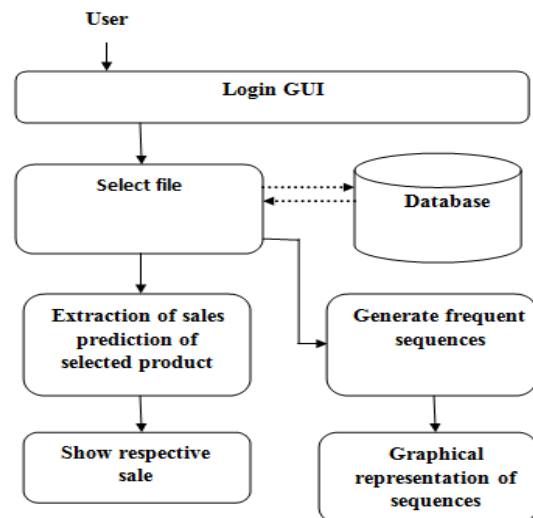 User
Login GUI
Select file
Database
Extraction of sales
prediction of
selected product
Generate frequent
sequences
Show respective
sale
Graphical
representation of
sequences